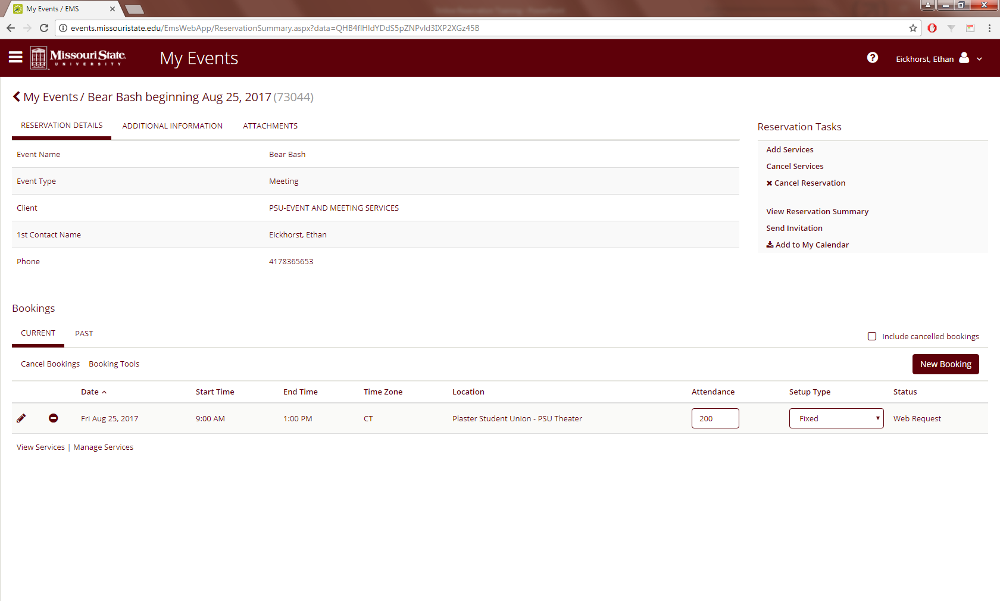 My Events / EMS
events.missouristate.edu/EmsWebApp/ReservationSummary.aspx?data=QHB4flHIdYDdS5pZNPvld3IXP2XGz45B
Missouri State
UNIVERSITY
My Events
Eickhorst, Ethan
My Events / Bear Bash beginning Aug 25, 2017 (73044)
RESERVATION DETAILS ADDITIONAL INFORMATION ATTACHMENTS
Event Name Bear Bash
Event Type Meeting
Client PSU-EVENT AND MEETING SERVICES
1st Contact Name Eickhorst, Ethan
Phone 4178365653
Reservation Tasks
Add Services
Cancel Services
Cancel Reservation
View Reservation Summary
Send Invitation
Add to My Calendar
Bookings
CURRENT PAST
Include cancelled bookings
Cancel Bookings Booking Tools
New Booking
Date Start Time End Time Time Zone Location Attendance Setup Type Status
Fri Aug 25, 2017 9:00 AM 1:00 PM CT Plaster Student Union - PSU Theater 200 Fixed Web Request
View Services | Manage Services